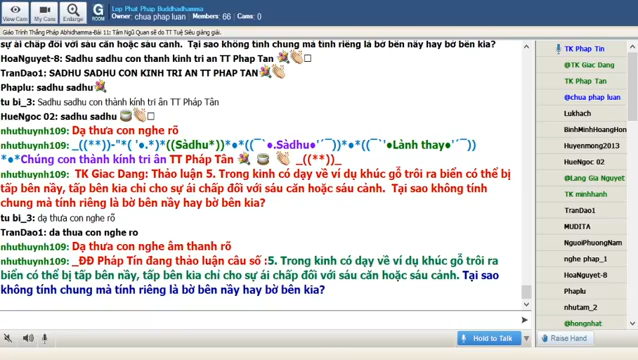 Lop Phat Phap Buddhadhamma
Owner: chua phap luan   Members: 66   Cams: 0
View Cam
My Cam
Enlarge
G
ROOM
Giáo Trình Thắng Pháp Abhidhamma-Bài 11: Tâm Ngũ Quan sẽ do TT Tuệ Siêu giảng giải.
sự ái chấp đối với sáu căn hoặc sáu cảnh.  Tại sao không tính chung mà tính riêng là bờ bên nầy hay bờ bên kia?
HoaNguyet-8: Sadhu sadhu con thanh kinh tri an TT Phap Tan
TranDao1: SADHU SADHU CON KINH TRI AN TT PHAP TAN
Phaplu: sadhu sadhu
tu bi_3: Sadhu sadhu con thành kính tri ân TT Pháp Tân
HueNgoc 02: sadhu sadhu
nhuthuynh109: Dạ thưa con nghe rõ
nhuthuynh109: _((**))-"*( '•.*)*((Sàdhu*))*●*((¯`●.Sàdhu●'´¯))*●*((¯`'●Lành thay●'´¯))
*●*Chúng con thành kính tri ân TT Pháp Tân _((**))_
nhuthuynh109: TK Giac Dang: Thảo luận 5. Trong kinh có dạy về ví dụ khúc gỗ trôi ra biển có thể bị
tấp bên nầy, tấp bên kia chỉ cho sự ái chấp đối với sáu căn hoặc sáu cảnh.  Tại sao không tính
chung mà tính riêng là bờ bên nầy hay bờ bên kia?
tu bi_3: dạ thưa con nghe rõ
TranDao1: da thua con nghe ro
nhuthuynh109: Dạ thưa con nghe âm thanh rõ
nhuthuynh109: _ĐĐ Pháp Tín đang thảo luận câu số :5. Trong kinh có dạy về ví dụ khúc gỗ trôi ra
biển có thể bị tấp bên nầy, tấp bên kia chỉ cho sự ái chấp đối với sáu căn hoặc sáu cảnh.  Tại sao
không tính chung mà tính riêng là bờ bên nầy hay bờ bên kia?
TK Phap Tin
@TK Giac Dang
TK Phap Tan
@chua phap luan
Lukhach
BinhMinhHoangHon
Huyenmong2013
HueNgoc 02
@Lang Gia Nguyet
TK minhhanh
TranDao1
MUDITA
NguoiPhuongNam
nghe phap_1
HoaNguyet-8
Phaplu
nhutam_2
@hongnhat
Hold to Talk
Raise Hand